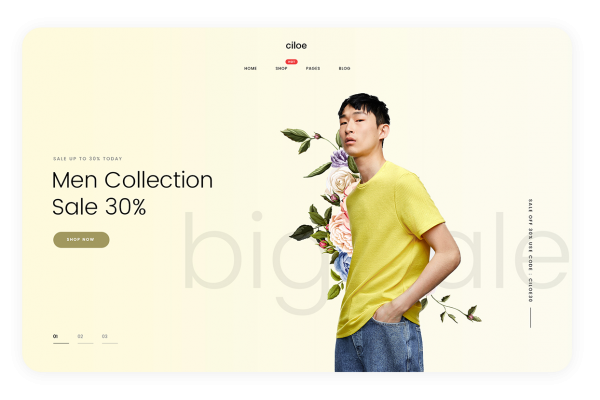 ciloe
HOT
HOME SHOP PAGES BLOG
SALE UP TO 30% TODAY
Men Collection
Sale 30%
SHOP NOW
big sale
SALE OFF 30% USE CODE : CILOE30
01 02 03